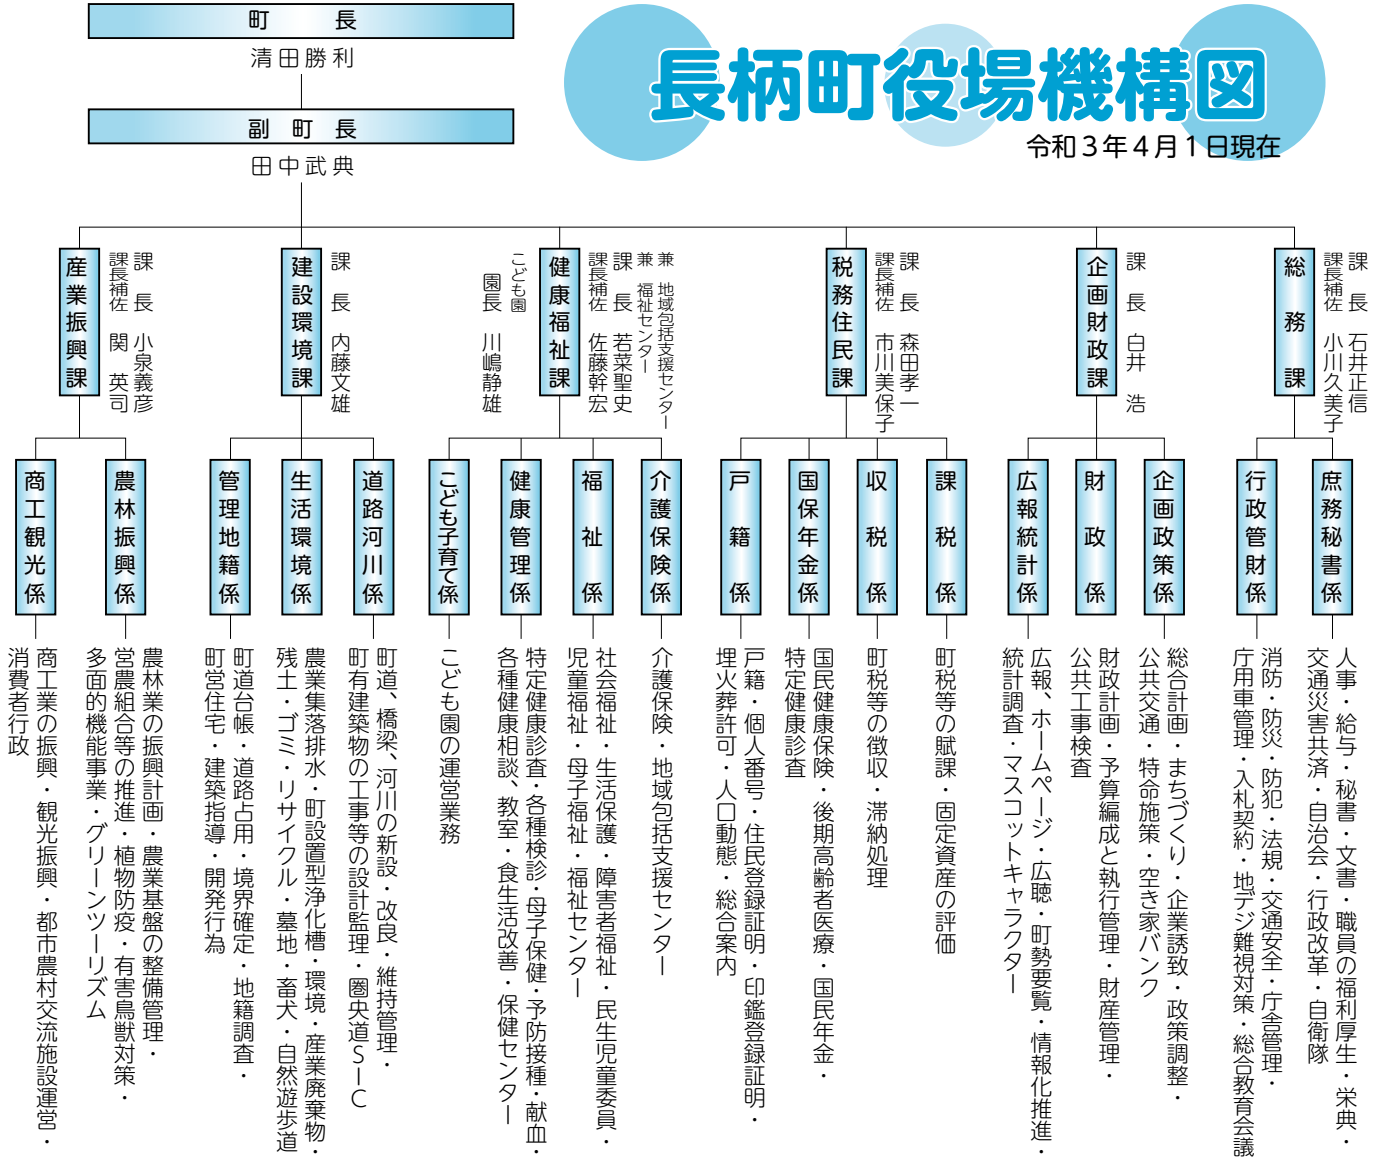 町長
清田勝利
副町長
田中武典
長柄町役場機構図
令和３年４月１日現在
総務課
課長　石井正信
課長補佐　小川久美子
企画財政課
課長　白井　浩
税務住民課
課長　森田孝一
課長補佐　市川美保子
健康福祉課
兼　地域包括支援センター
兼　福祉センター
課長　若菜聖史
課長補佐　佐藤幹宏
こども園
園長　川嶋静雄
建設環境課
課長　内藤文雄
産業振興課
課長　小泉義彦
課長補佐　関　英司
庶務秘書係
人事・給与・秘書・文書・職員の福利厚生・栄典・
交通災害共済・自治会・行政改革・自衛隊
行政管財係
消防・防災・防犯・法規・交通安全・庁舎管理・
庁用車管理・入札契約・地デジ難視対策・総合教育会議
企画政策係
総合計画・まちづくり・企業誘致・政策調整・
公共交通・特命施策・空き家バンク
財政係
財政計画・予算編成と執行管理・財産管理・
公共工事検査
広報統計係
広報、ホームページ・広聴・町勢要覧・情報化推進・
統計調査・マスコットキャラクター
課税係
町税等の賦課・固定資産の評価
収税係
町税等の徴収・滞納処理
国保年金係
国民健康保険・後期高齢者医療・国民年金・
特定健康診査
戸籍係
戸籍・個人番号・住民登録証明・印鑑登録証明・
埋火葬許可・人口動態・総合案内
介護保険係
介護保険・地域包括支援センター
福祉係
社会福祉・生活保護・障害者福祉・民生児童委員・
児童福祉・母子福祉・福祉センター
健康管理係
特定健康診査・各種検診・母子保健・予防接種・献血・
各種健康相談、教室・食生活改善・保健センター
こども子育て係
こども園の運営業務
道路河川係
町道、橋梁、河川の新設・改良・維持管理・
町有建築物の工事等の設計監理・圏央道ＳＩＣ
生活環境係
農業集落排水・町設置型浄化槽・環境・産業廃棄物・
残土・ゴミ・リサイクル・墓地・畜犬・自然遊歩道
管理地籍係
町道台帳・道路占用・境界確定・地籍調査・
町営住宅・建築指導・開発行為
農林振興係
農林業の振興計画・農業基盤の整備管理・
営農組合等の推進・植物防疫・有害鳥獣対策・
多面的機能事業・グリーンツーリズム
商工観光係
商工業の振興・観光振興・都市農村交流施設運営・
消費者行政